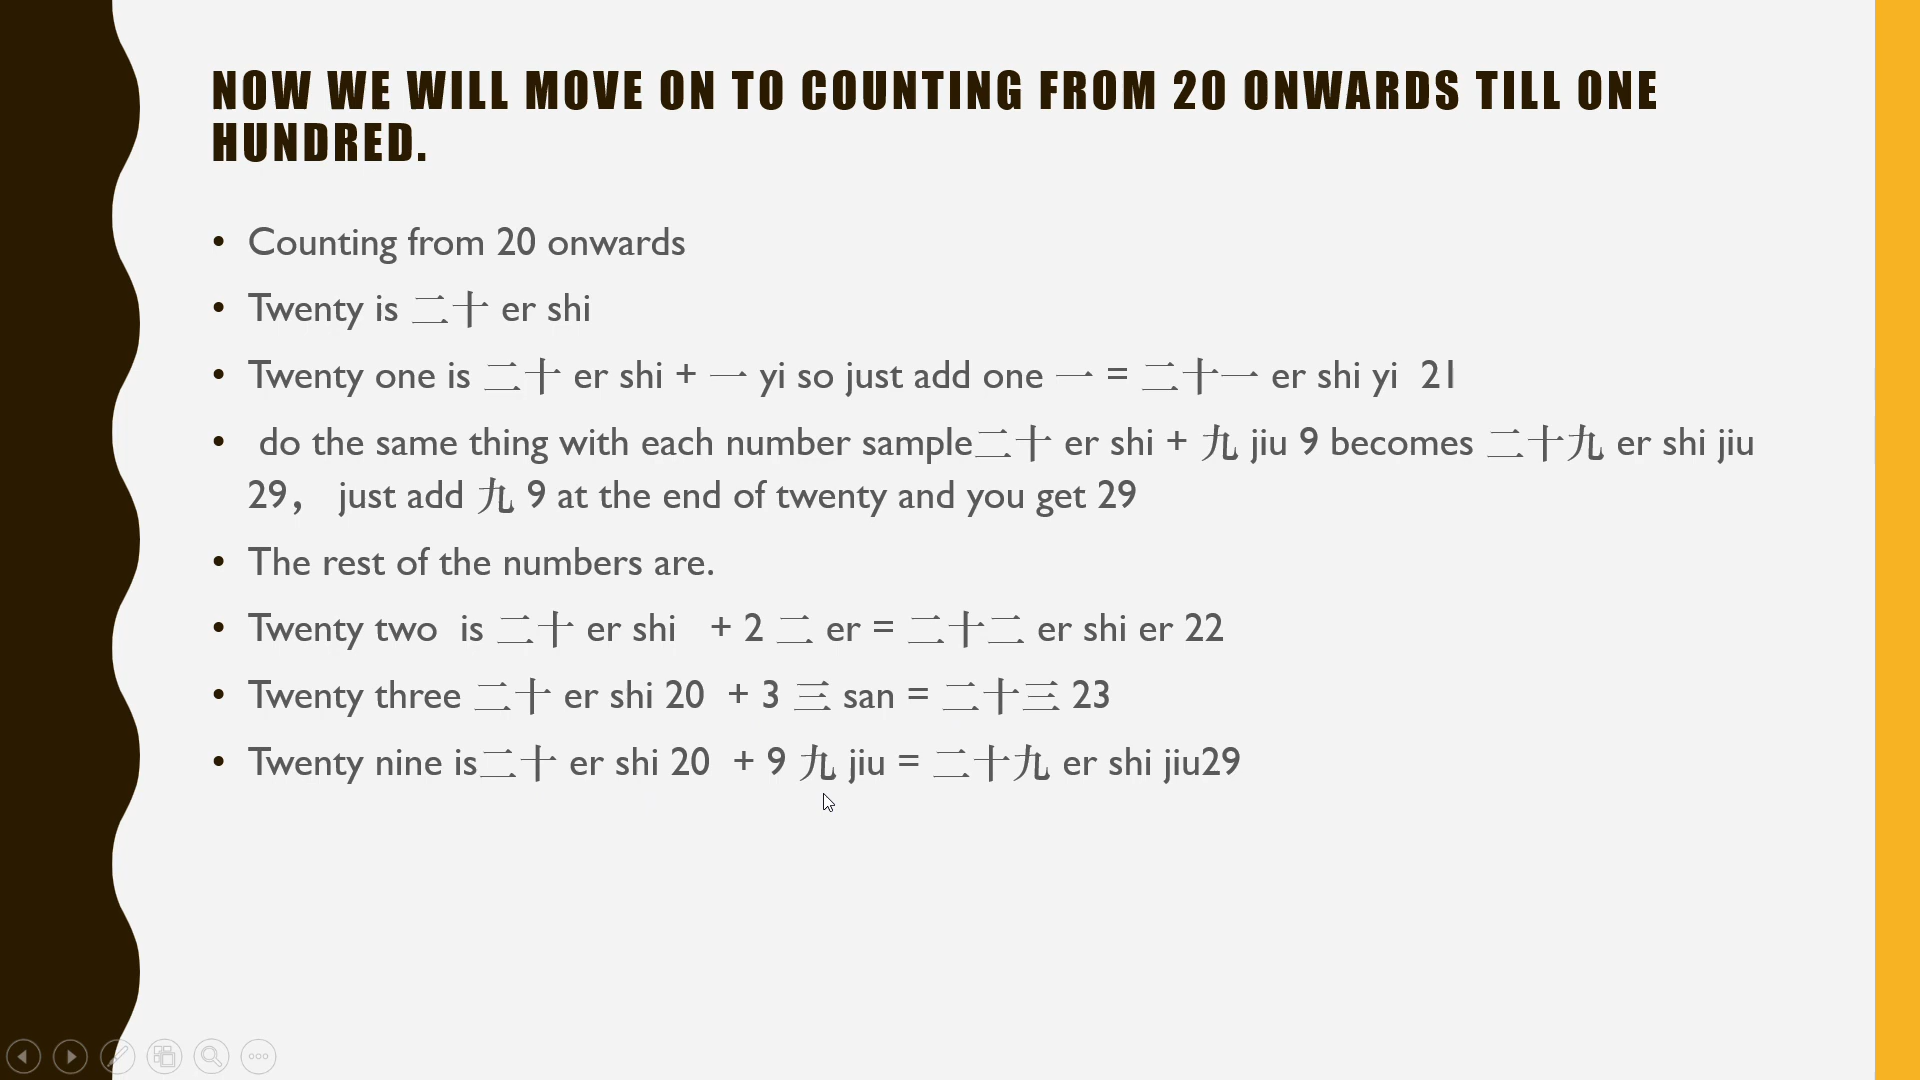 NOW WE WILL MOVE ON TO COUNTING FROM 20 ONWARDS TILL ONE
HUNDRED.
• Counting from 20 onwards
• Twenty is 二十 er shi
• Twenty one is 二十 er shi + 一 yi so just add one 一 = 二十一 er shi yi  21
•  do the same thing with each number sample二十 er shi + 九 jiu 9 becomes 二十九 er shi jiu
29， just add 九 9 at the end of twenty and you get 29
• The rest of the numbers are.
• Twenty two  is 二十 er shi   + 2 二 er = 二十二 er shi er 22
• Twenty three 二十 er shi 20  + 3 三 san = 二十三 23
• Twenty nine is二十 er shi 20  + 9 九 jiu = 二十九 er shi jiu29